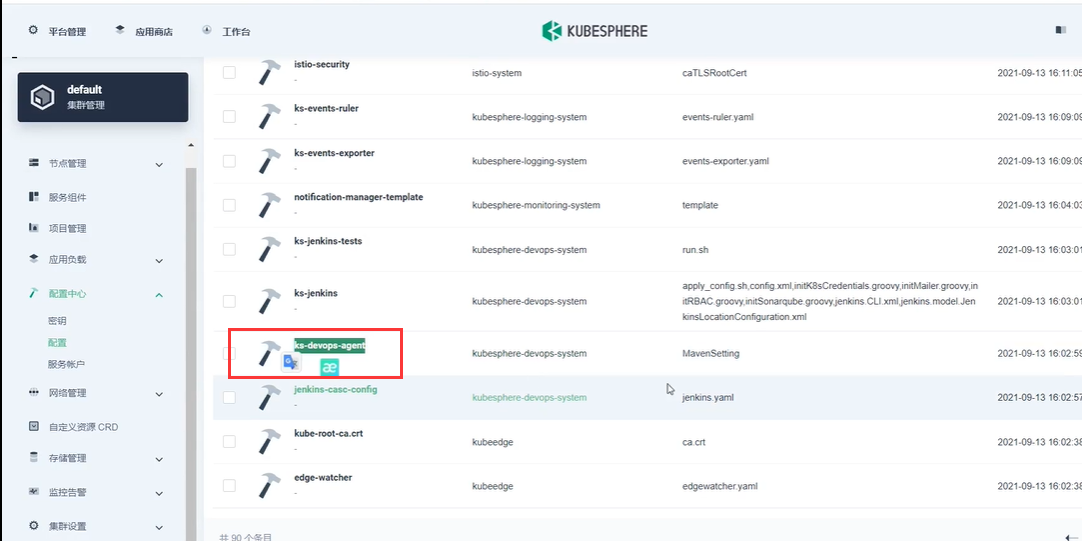 平台管理
应用商店
工作台
KUBESPHERE
default
集群管理
节点管理
服务组件
项目管理
应用负载
配置中心
密钥
配置
服务帐户
网络管理
自定义资源 CRD
存储管理
监控告警
集群设置
istio-security
-
istio-system
caTLSRootCert
2021-09-13 16:11:05
ks-events-ruler
-
kubesphere-logging-system
events-ruler.yaml
2021-09-13 16:09:09
ks-events-exporter
-
kubesphere-logging-system
events-exporter.yaml
2021-09-13 16:09:09
notification-manager-template
-
kubesphere-monitoring-system
template
2021-09-13 16:04:03
ks-jenkins-tests
-
kubesphere-devops-system
run.sh
2021-09-13 16:03:01
ks-jenkins
-
kubesphere-devops-system
apply_config.sh,config.xml,initK8sCredentials.groovy,initMailer.groovy,i
nitRBAC.groovy,initSonarqube.groovy,jenkins.CLI.xml,jenkins.model.Jen
kinsLocationConfiguration.xml
2021-09-13 16:03:01
ks-devops-agent
kubesphere-devops-system
MavenSetting
2021-09-13 16:02:59
jenkins-casc-config
-
kubesphere-devops-system
jenkins.yaml
2021-09-13 16:02:57
kube-root-ca.crt
-
kubeedge
ca.crt
2021-09-13 16:02:38
edge-watcher
-
kubeedge
edgewatcher.yaml
2021-09-13 16:02:38
共 90 个条目